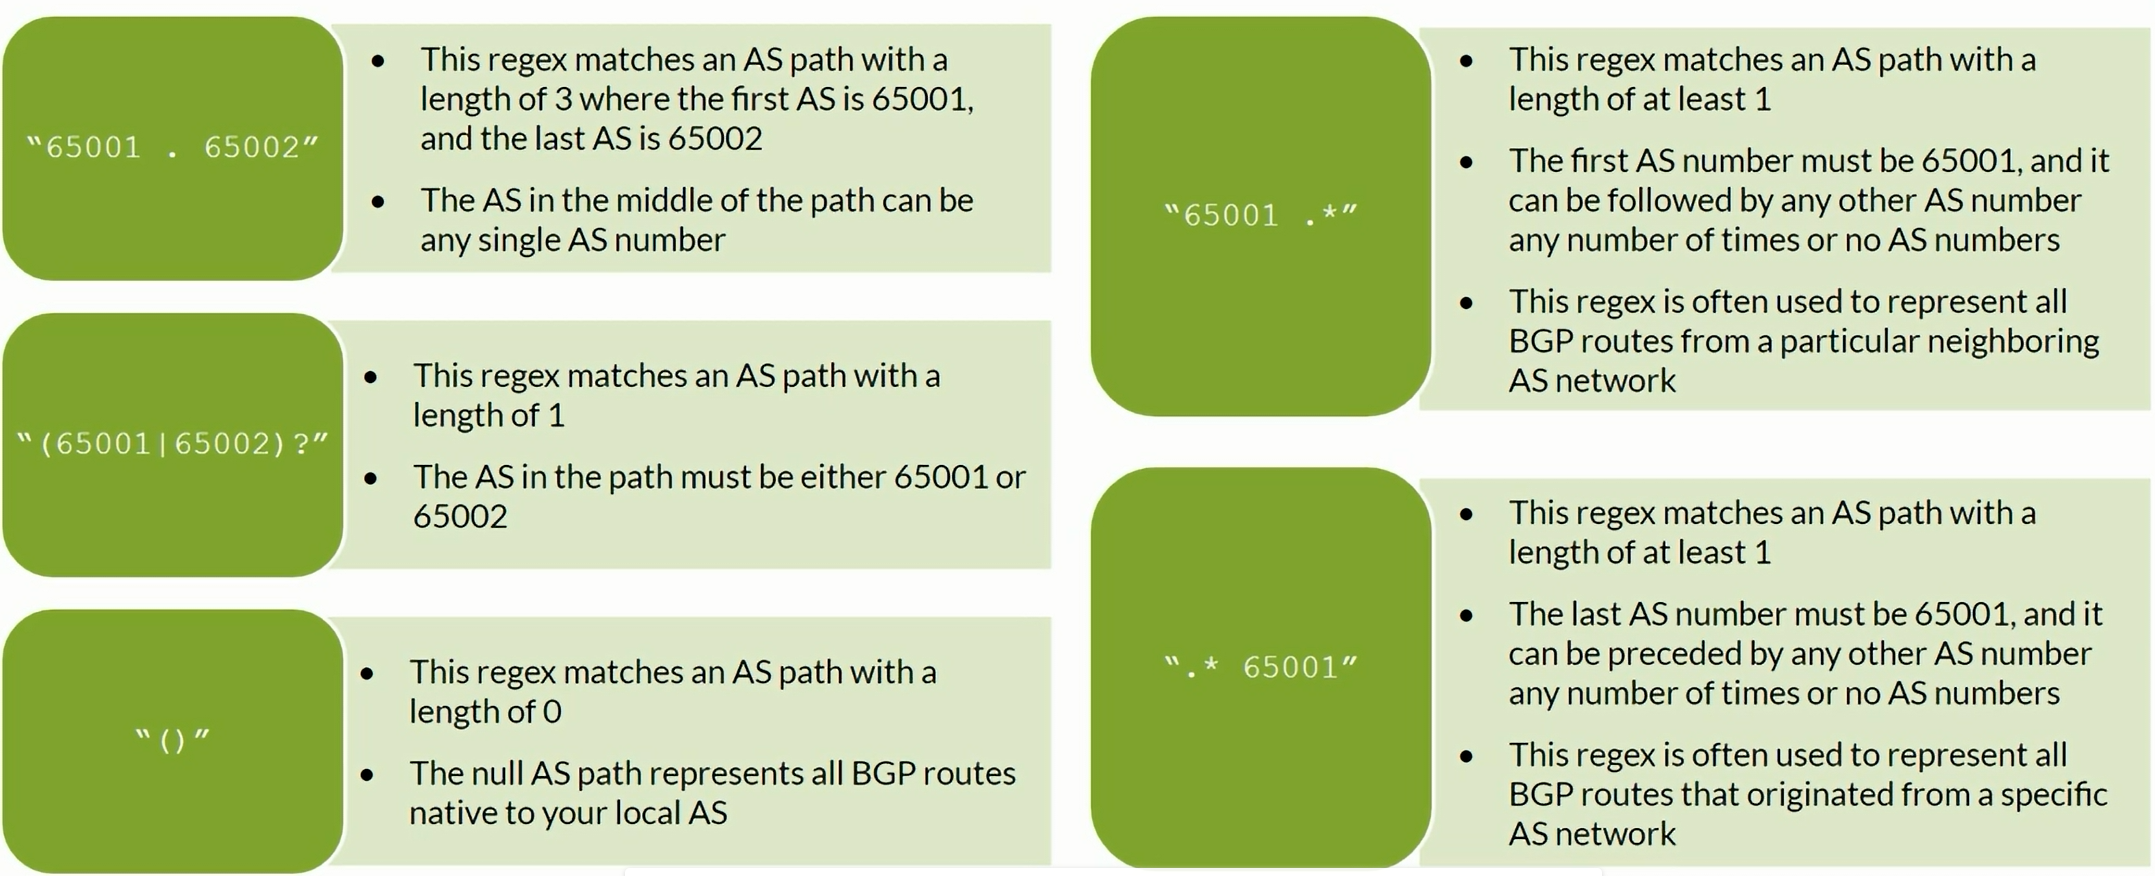 “65001 . 65002”
• This regex matches an AS path with a
length of 3 where the first AS is 65001,
and the last AS is 65002
• The AS in the middle of the path can be
any single AS number
“(65001|65002)?”
• This regex matches an AS path with a
length of 1
• The AS in the path must be either 65001 or
65002
“()”
• This regex matches an AS path with a
length of 0
• The null AS path represents all BGP routes
native to your local AS
“65001 .*”
• This regex matches an AS path with a
length of at least 1
• The first AS number must be 65001, and it
can be followed by any other AS number
any number of times or no AS numbers
• This regex is often used to represent all
BGP routes from a particular neighboring
AS network
“.* 65001”
• This regex matches an AS path with a
length of at least 1
• The last AS number must be 65001, and it
can be preceded by any other AS number
any number of times or no AS numbers
• This regex is often used to represent all
BGP routes that originated from a specific
AS network